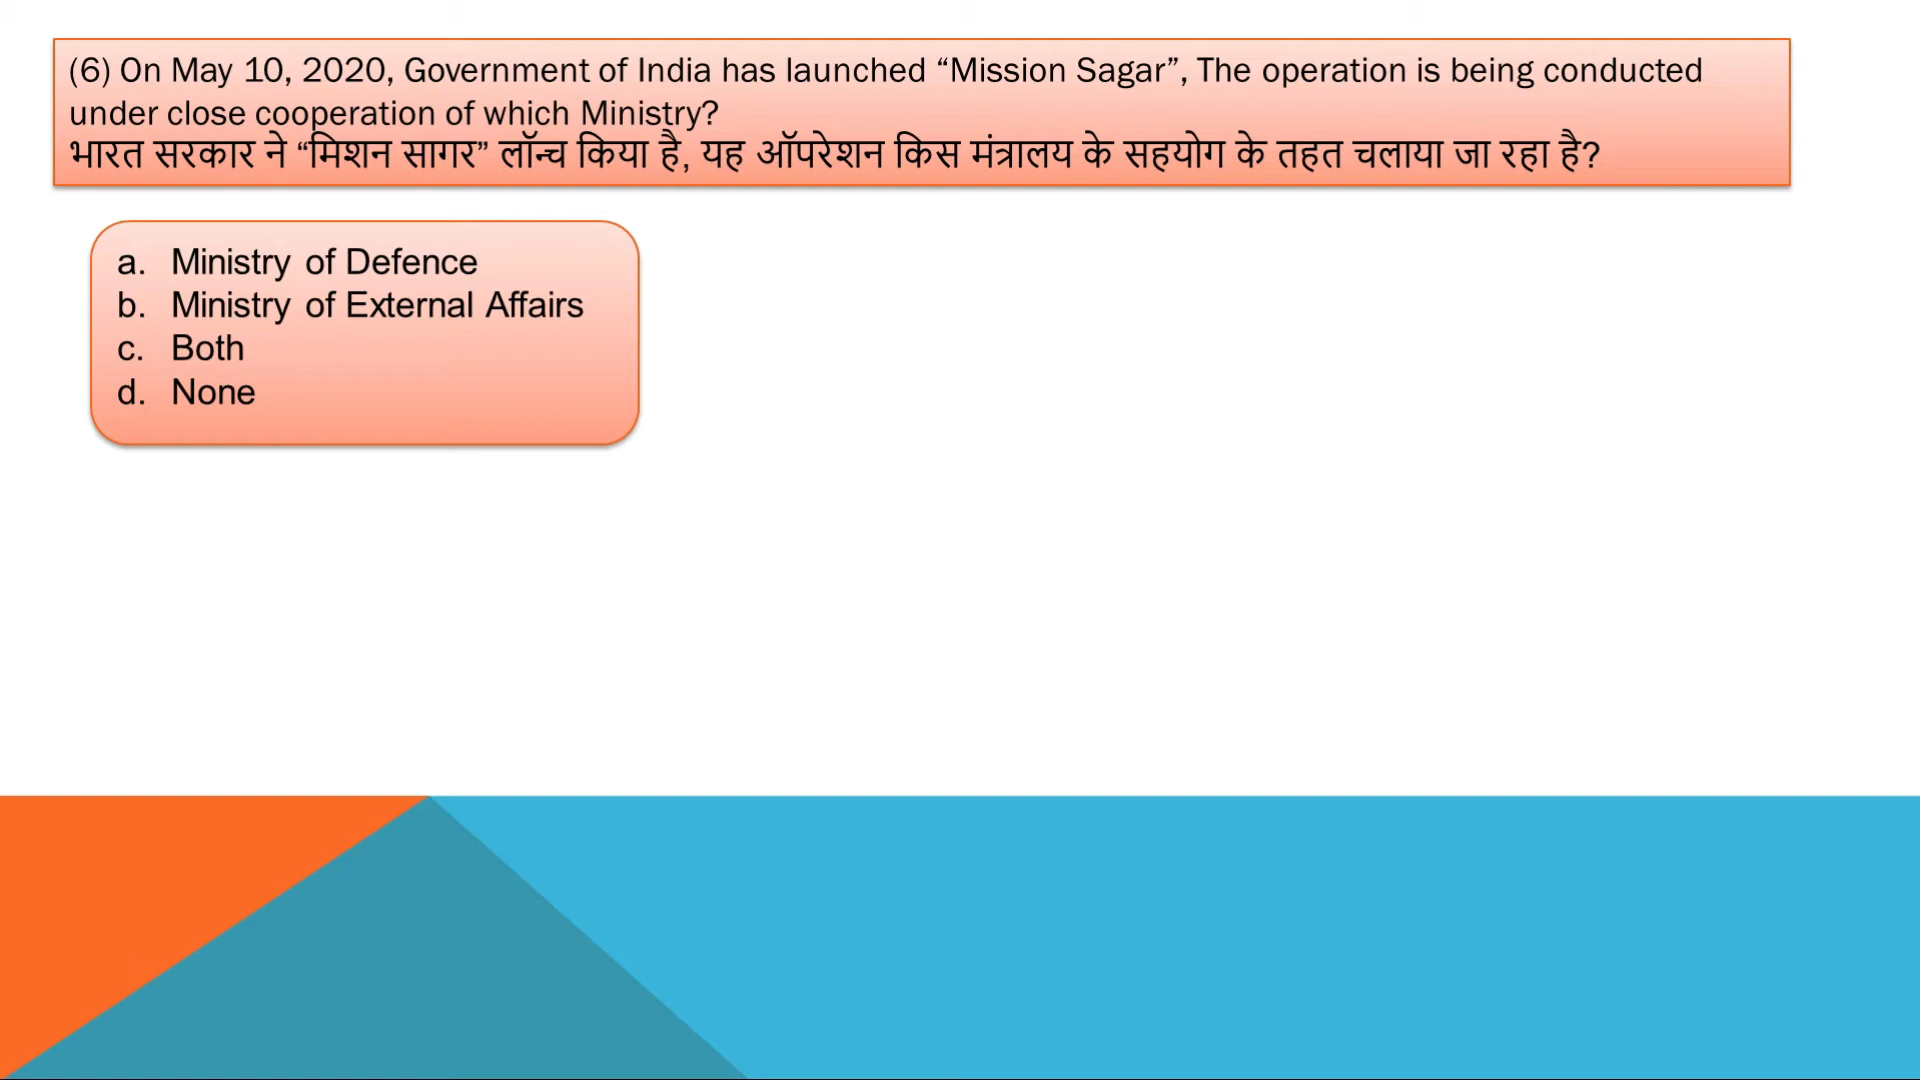 (6) On May 10, 2020, Government of India has launched “Mission Sagar”, The operation is being conducted
under close cooperation of which Ministry?
भारत सरकार ने “मिशन सागर” लॉन्च किया है, यह ऑपरेशन किस मंत्रालय के सहयोग के तहत चलाया जा रहा है?
a. Ministry of Defence
b. Ministry of External Affairs
c. Both
d. None